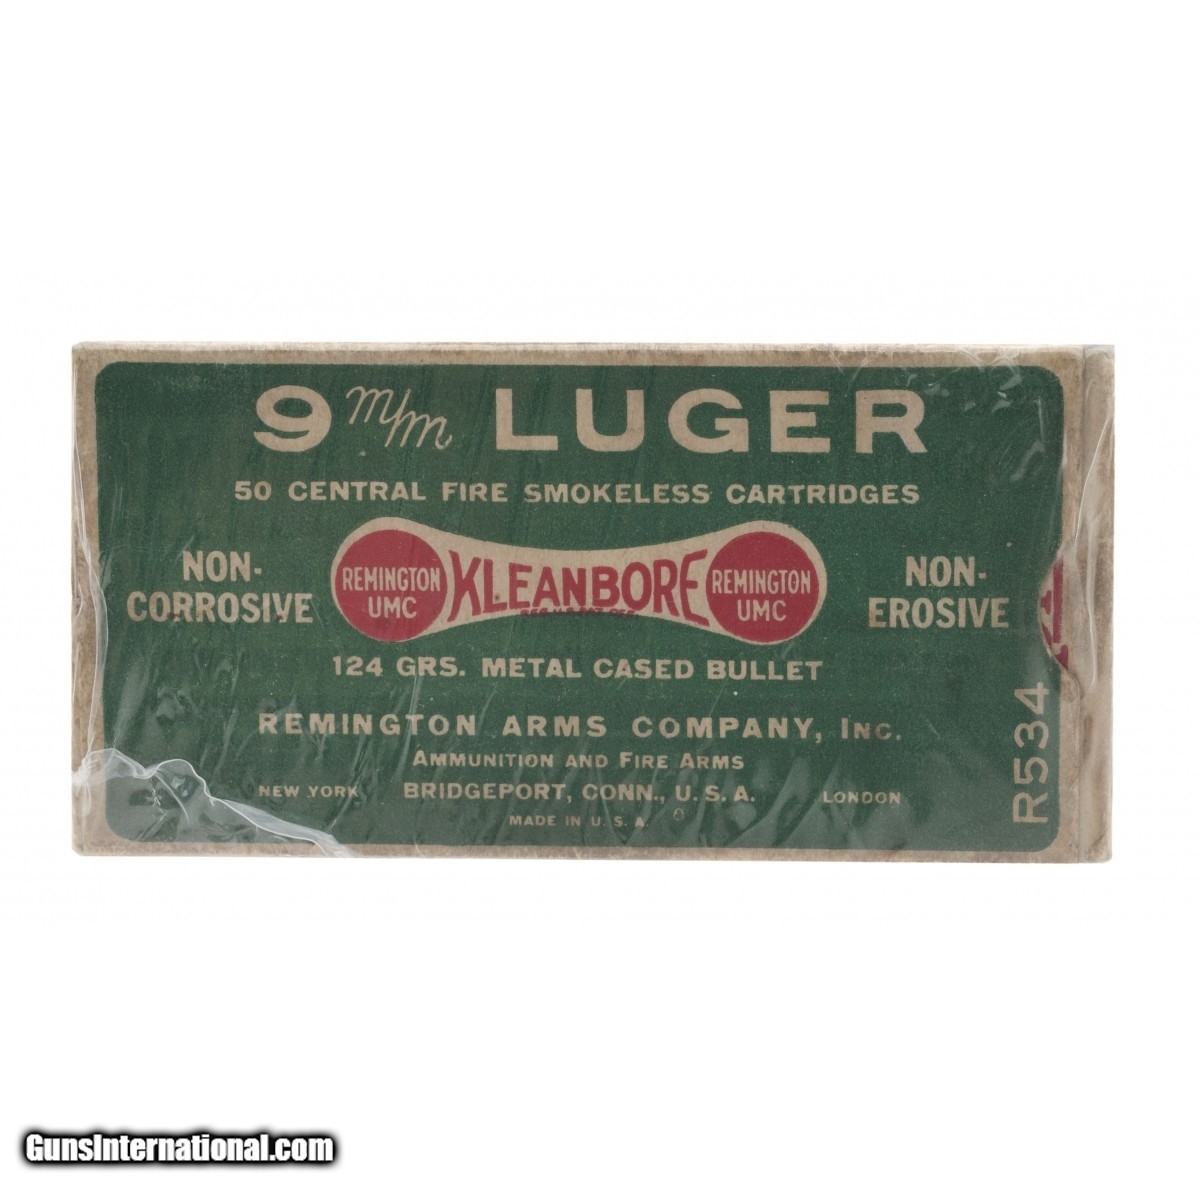 9 m/m LUGER
50 CENTRAL FIRE SMOKELESS CARTRIDGES
NON-
CORROSIVE
REMINGTON
UMC
KLEANBORE
REMINGTON
UMC
NON-
EROSIVE
124 GRS. METAL CASED BULLET
REMINGTON ARMS COMPANY, INC.
AMMUNITION AND FIRE ARMS
NEW YORK BRIDGEPORT, CONN., U. S. A. LONDON
MADE IN U. S. A.
R534
GunsInternational.com